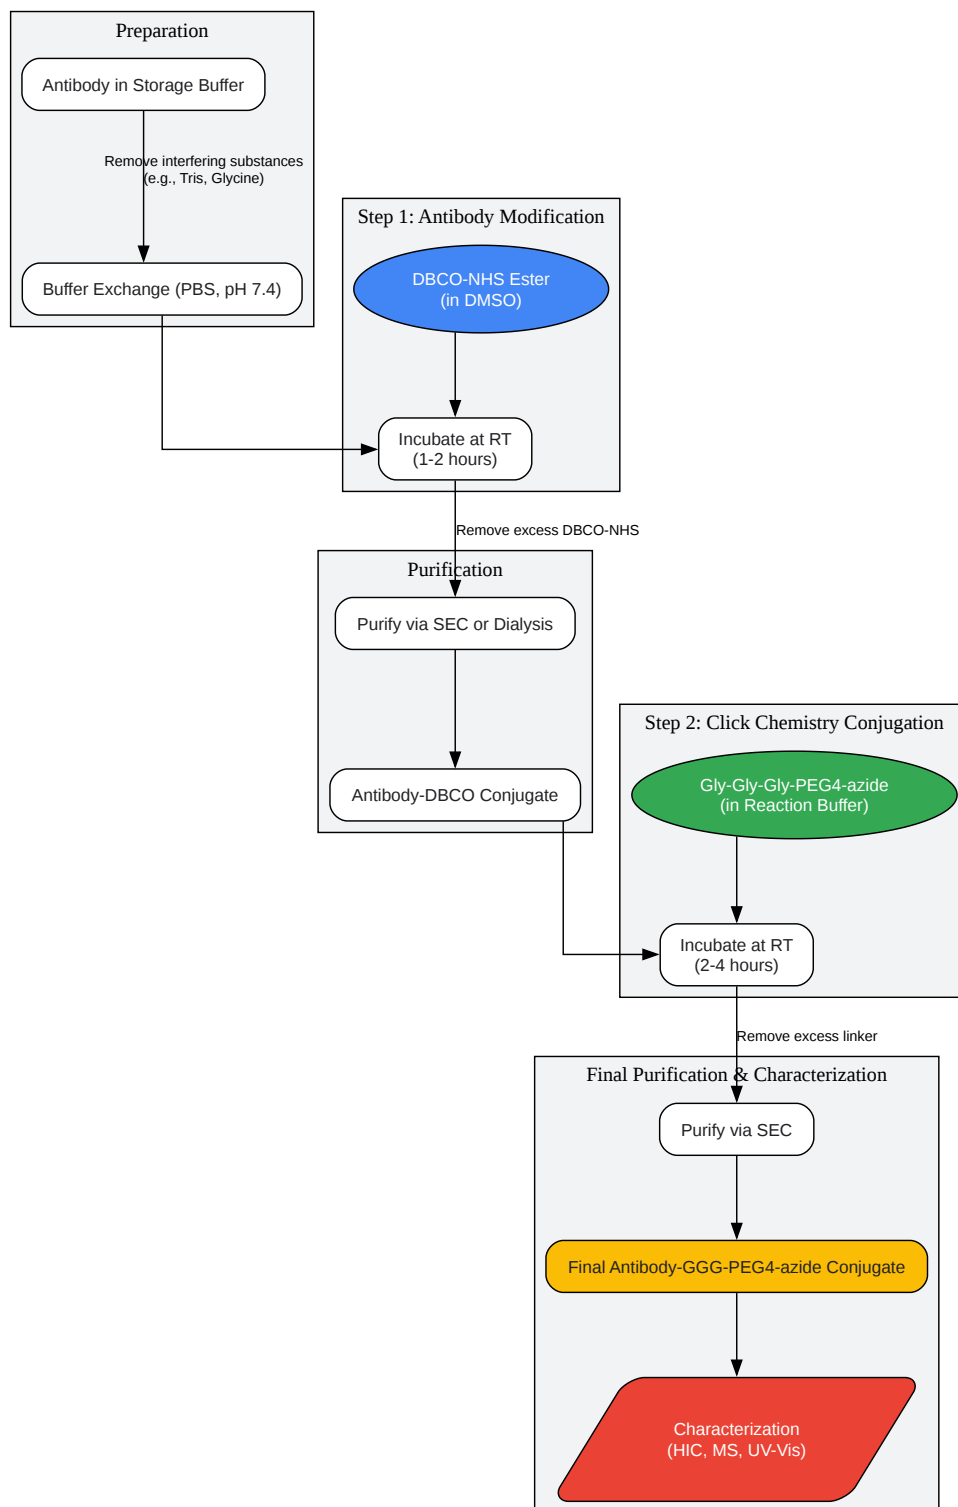 Preparation
Antibody in Storage Buffer
Remove interfering substances
(e.g., Tris, Glycine)
Buffer Exchange (PBS, pH 7.4)
Step 1: Antibody Modification
DBCO-NHS Ester
(in DMSO)
Incubate at RT
(1-2 hours)
Remove excess DBCO-NHS
Purification
Purify via SEC or Dialysis
Antibody-DBCO Conjugate
Step 2: Click Chemistry Conjugation
Gly-Gly-Gly-PEG4-azide
(in Reaction Buffer)
Incubate at RT
(2-4 hours)
Remove excess linker
Final Purification & Characterization
Purify via SEC
Final Antibody-GGG-PEG4-azide Conjugate
Characterization
(HIC, MS, UV-Vis)